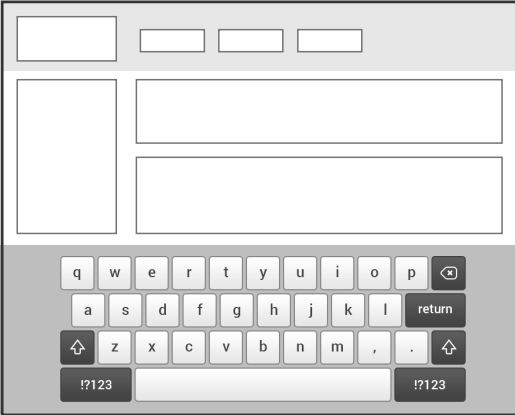 q w e r t y u i o p
a s d f g h j k l return
z x c v b n m , .
!?123 !?123